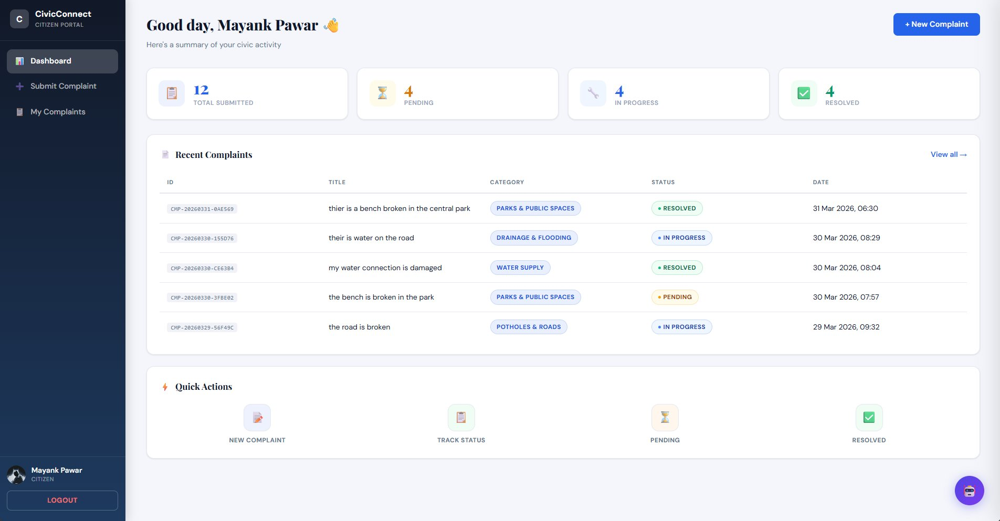 C
CivicConnect
CITIZEN PORTAL
Dashboard
Submit Complaint
My Complaints
Mayank Pawar
CITIZEN
LOGOUT
Good day, Mayank Pawar 👋
Here's a summary of your civic activity
+ New Complaint
12
TOTAL SUBMITTED
4
PENDING
4
IN PROGRESS
4
RESOLVED
Recent Complaints
View all →
ID TITLE CATEGORY STATUS DATE
CMP-20260331-0AE569 thier is a bench broken in the central park PARKS & PUBLIC SPACES RESOLVED 31 Mar 2026, 06:30
CMP-20260330-155D76 their is water on the road DRAINAGE & FLOODING IN PROGRESS 30 Mar 2026, 08:29
CMP-20260330-CE63B4 my water connection is damaged WATER SUPPLY RESOLVED 30 Mar 2026, 08:04
CMP-20260330-3FBE02 the bench is broken in the park PARKS & PUBLIC SPACES PENDING 30 Mar 2026, 07:57
CMP-20260329-56F49C the road is broken POTHOLES & ROADS IN PROGRESS 29 Mar 2026, 09:32
Quick Actions
NEW COMPLAINT
TRACK STATUS
PENDING
RESOLVED